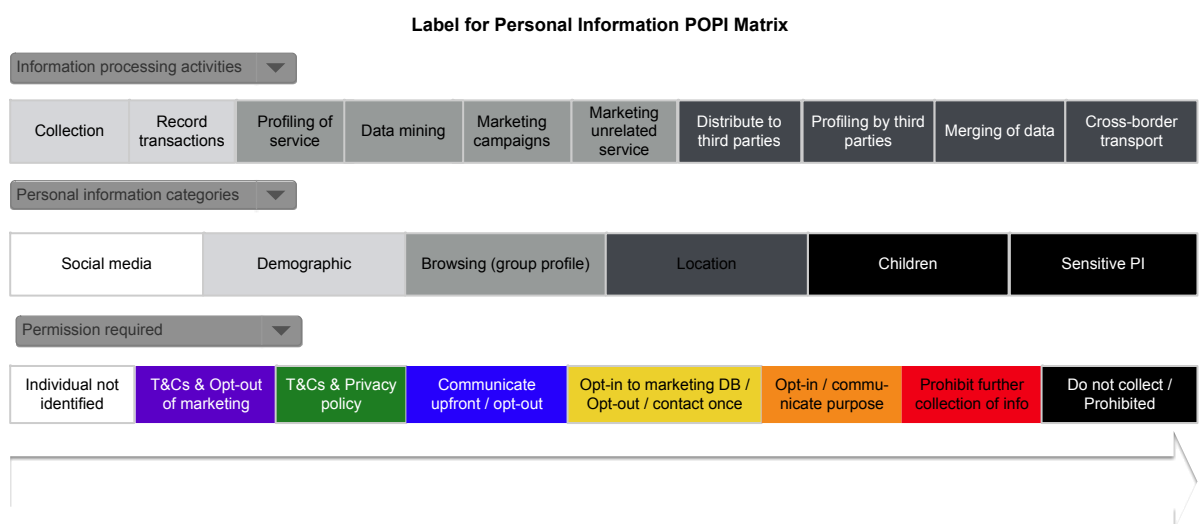 Label for Personal Information POPI Matrix
Information processing activities
Collection
Record
transactions
Profiling of
service
Data mining
Marketing
campaigns
Marketing
unrelated
service
Distribute to
third parties
Profiling by third
parties
Merging of data
Cross-border
transport
Personal information categories
Social media
Demographic
Browsing (group profile)
Location
Children
Sensitive PI
Permission required
Individual not
identified
T&Cs & Opt-out
of marketing
T&Cs & Privacy
policy
Communicate
upfront / opt-out
Opt-in to marketing DB /
Opt-out / contact once
Opt-in / commu-
nicate purpose
Prohibit further
collection of info
Do not collect /
Prohibited